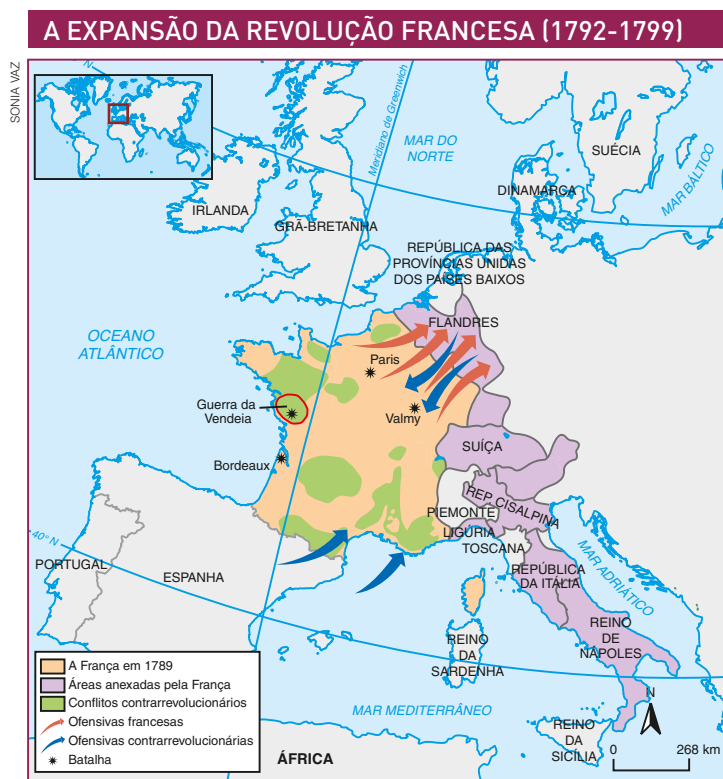 A EXPANSÃO DA REVOLUÇÃO FRANCESA (1792-1799)
SONIA VAZ
N
Meridiano de Greenwich
MAR DO
NORTE
SUÉCIA
MAR BÁLTICO
DINAMARCA
IRLANDA
GRÃ-BRETANHA
REPÚBLICA DAS
PROVÍNCIAS UNIDAS
DOS PAÍSES BAIXOS
OCEANO
ATLÂNTICO
FLANDRES
Paris
Guerra da
Vendeia
Valmy
Bordeaux
SUÍÇA
REP. CISALPINA
PIEMONTE
LIGÚRIA
TOSCANA
40° N
PORTUGAL
ESPANHA
REPÚBLICA
DA ITÁLIA
MAR ADRIÁTICO
REINO
DE
NÁPOLES
REINO
DA
SARDENHA
MAR MEDITERRÂNEO
REINO
DA
SICÍLIA
ÁFRICA
A França em 1789
Áreas anexadas pela França
Conflitos contrarrevolucionários
Ofensivas francesas
Ofensivas contrarrevolucionárias
Batalha
N
0 268 km